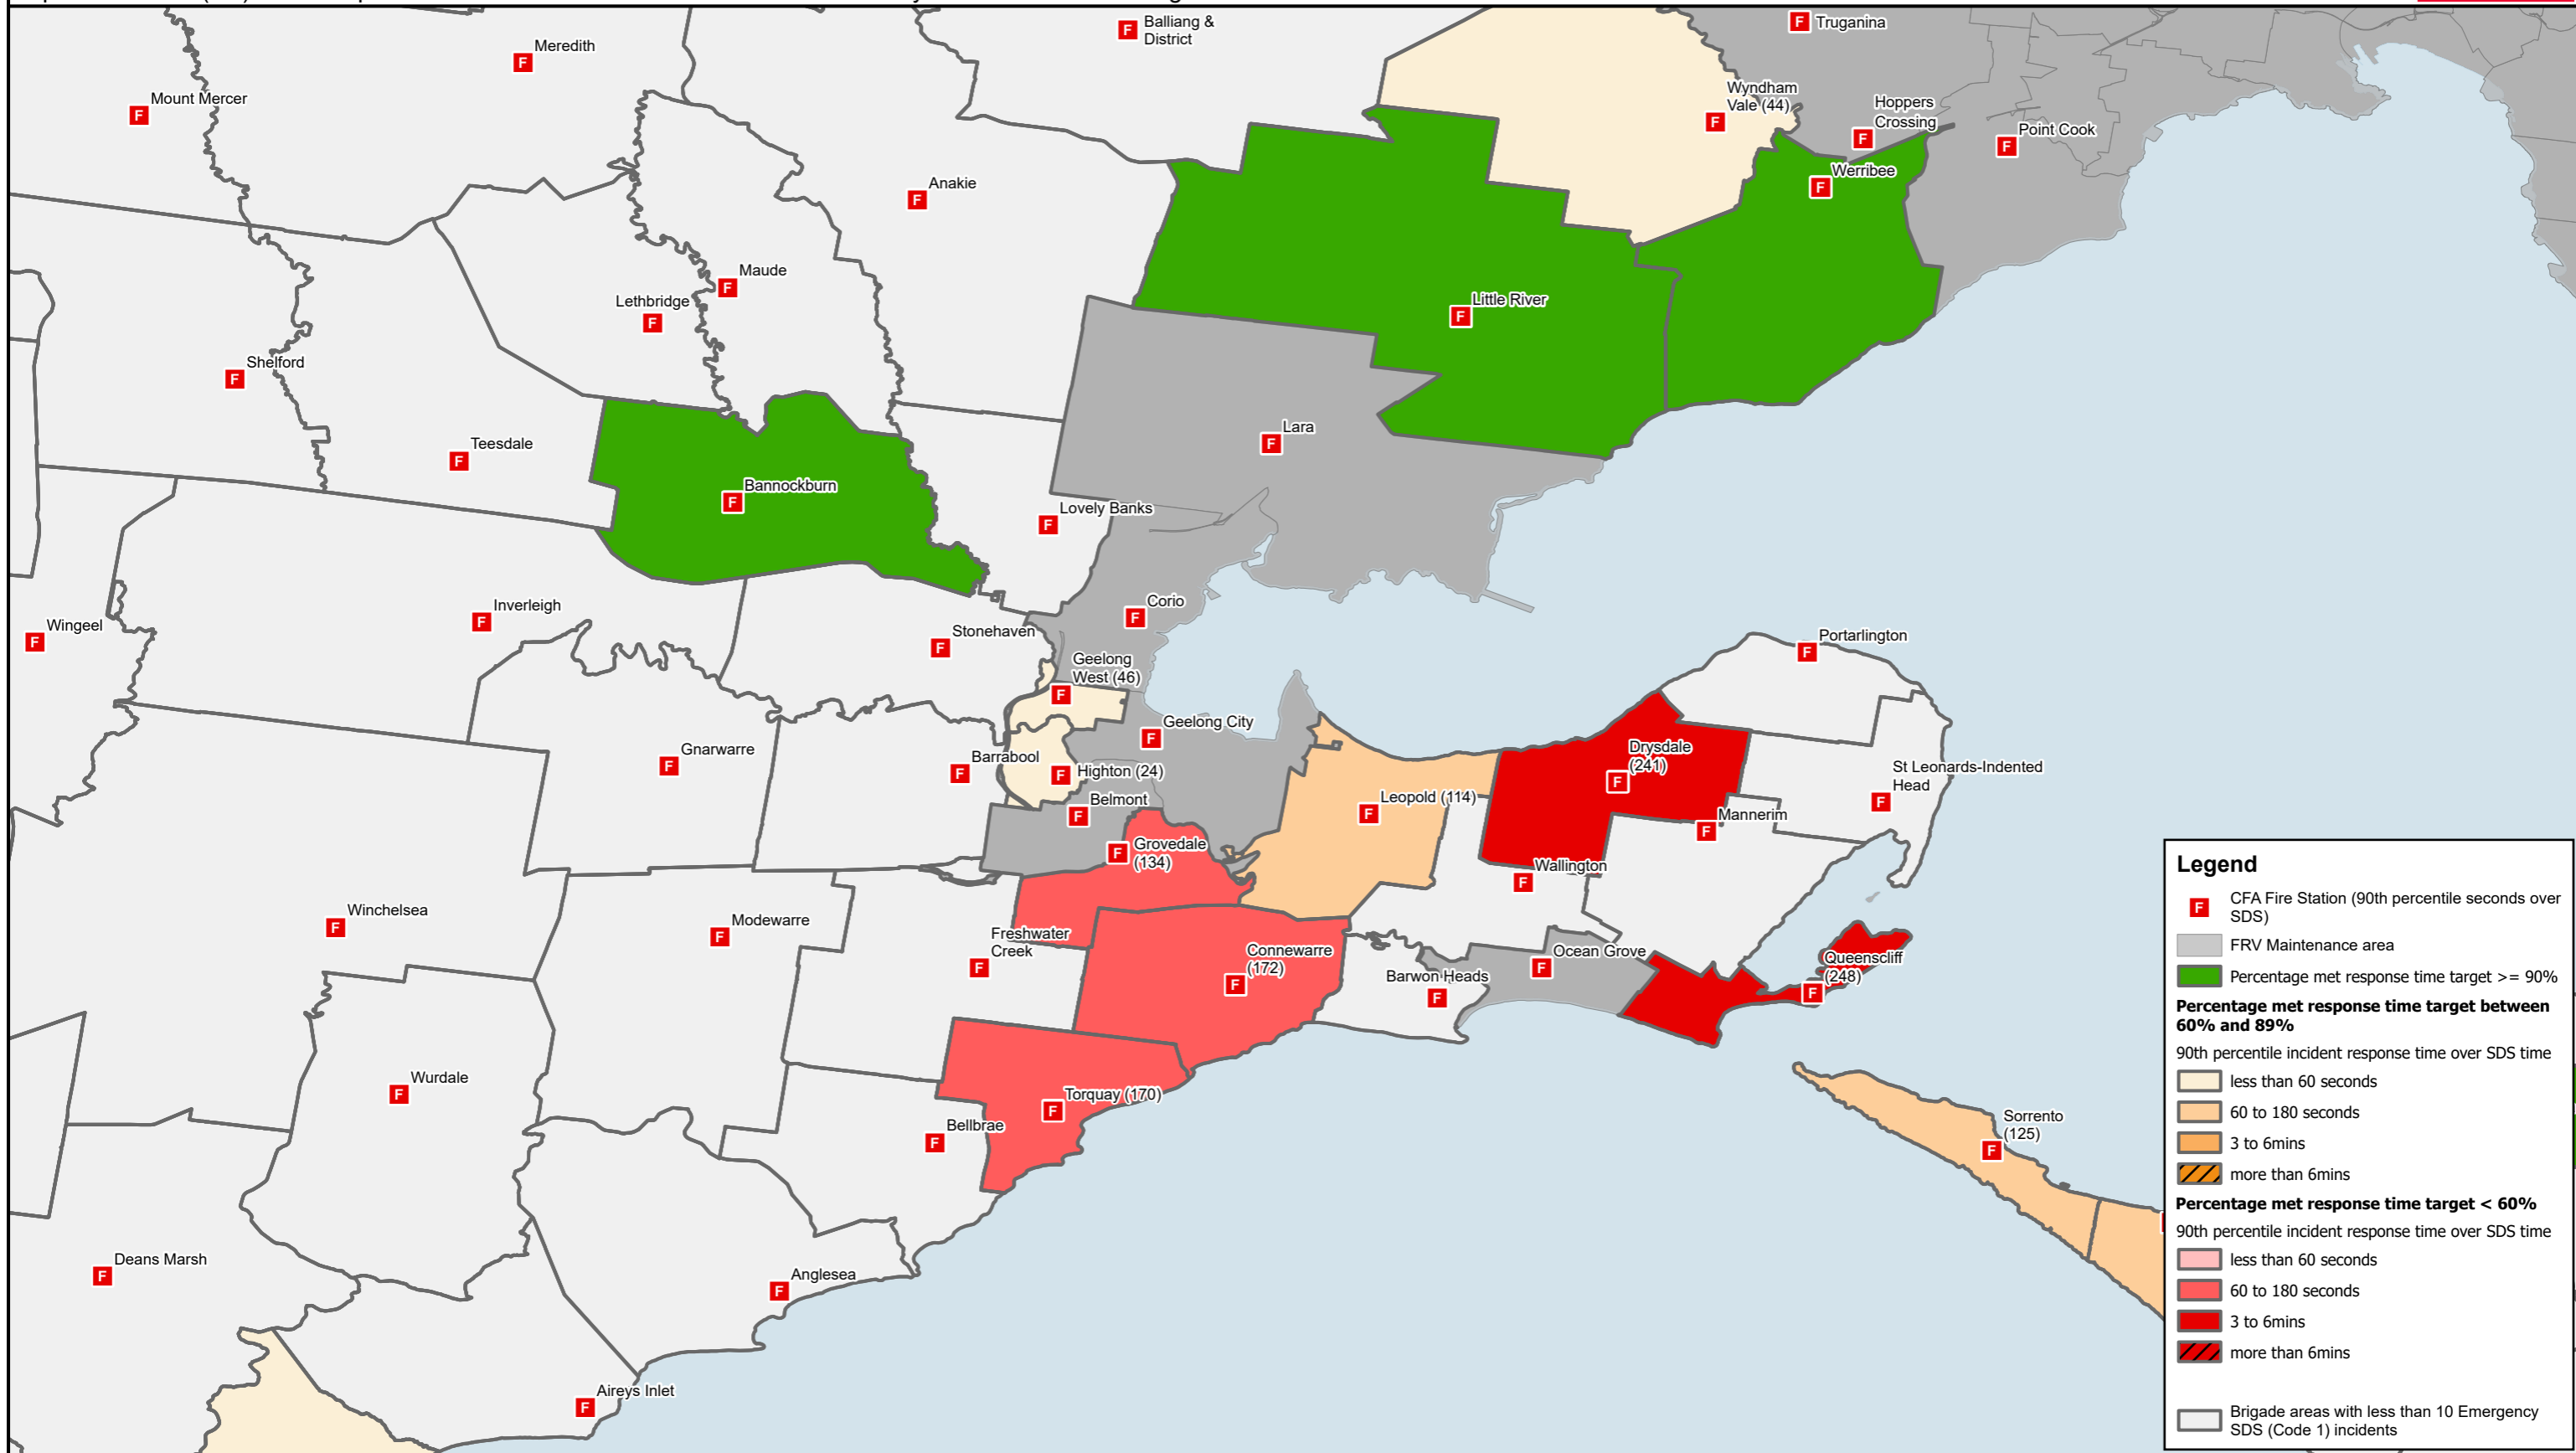 Balliang &
District
Truganina
Meredith
Mount Mercer
Wyndham
Vale (44)
Hoppers
Crossing
Point Cook
Werribee
Anakie
Maude
Lethbridge
Little River
Shelford
Lara
Teesdale
Bannockburn
Lovely Banks
Inverleigh
Corio
Wingeel
Stonehaven
Portarlington
Geelong
West (46)
Geelong City
Gnarwarre
Barrabool
Highton (24)
Drysdale
(241)
St Leonards-Indented
Head
Belmont
Leopold (114)
Mannerim
Grovedale
(134)
Wallington
Winchelsea
Modewarre
Freshwater
Creek
Connewarre
(172)
Ocean Grove
Barwon Heads
Queenscliff
(248)
Wurdale
Torquay (170)
Bellbrae
Sorrento
(125)
Deans Marsh
Anglesea
Aireys Inlet
Legend
F CFA Fire Station (90th percentile seconds over
SDS)
FRV Maintenance area
Percentage met response time target >= 90%
Percentage met response time target between
60% and 89%
90th percentile incident response time over SDS time
less than 60 seconds
60 to 180 seconds
3 to 6mins
more than 6mins
Percentage met response time target < 60%
90th percentile incident response time over SDS time
less than 60 seconds
60 to 180 seconds
3 to 6mins
more than 6mins
Brigade areas with less than 10 Emergency
SDS (Code 1) incidents